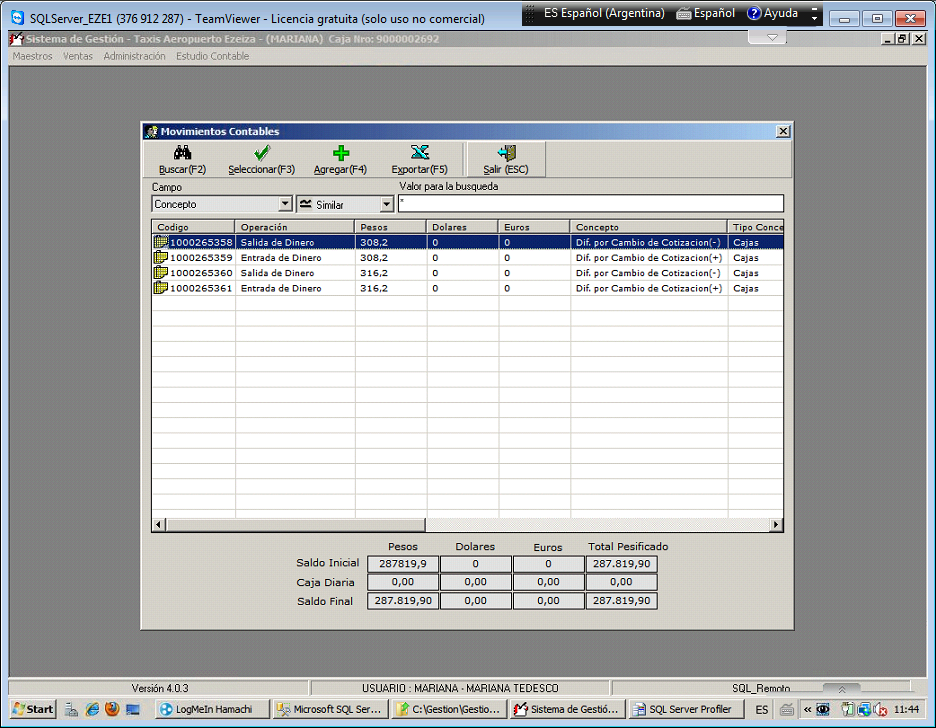 SQLServer_EZE1 (376 912 287) - TeamViewer - Licencia gratuita (solo uso no comercial)
ES Español (Argentina) Español Ayuda
Sistema de Gestión - Taxis Aeropuerto Ezeiza - (MARIANA) Caja Nro: 9000002692
Maestros Ventas Administración Estudio Contable
Movimientos Contables
Buscar(F2) Seleccionar(F3) Agregar(F4) Exportar(F5) Salir (ESC)
Campo Valor para la busqueda
Concepto Similar *
Codigo Operación Pesos Dolares Euros Concepto Tipo Conce
1000265358 Salida de Dinero 308,2 0 0 Dif. por Cambio de Cotizacion(-) Cajas
1000265359 Entrada de Dinero 308,2 0 0 Dif. por Cambio de Cotizacion(+) Cajas
1000265360 Salida de Dinero 316,2 0 0 Dif. por Cambio de Cotizacion(-) Cajas
1000265361 Entrada de Dinero 316,2 0 0 Dif. por Cambio de Cotizacion(+) Cajas
Pesos Dolares Euros Total Pesificado
Saldo Inicial 287819,9 0 0 287.819,90
Caja Diaria 0,00 0,00 0,00 0,00
Saldo Final 287.819,90 0,00 0,00 287.819,90
Versión 4.0.3 USUARIO : MARIANA - MARIANA TEDESCO SQL_Remoto
Start LogMeIn Hamachi Microsoft SQL Ser... C:\Gestion\Gestio... Sistema de Gestió... SQL Server Profiler ES « 11:44